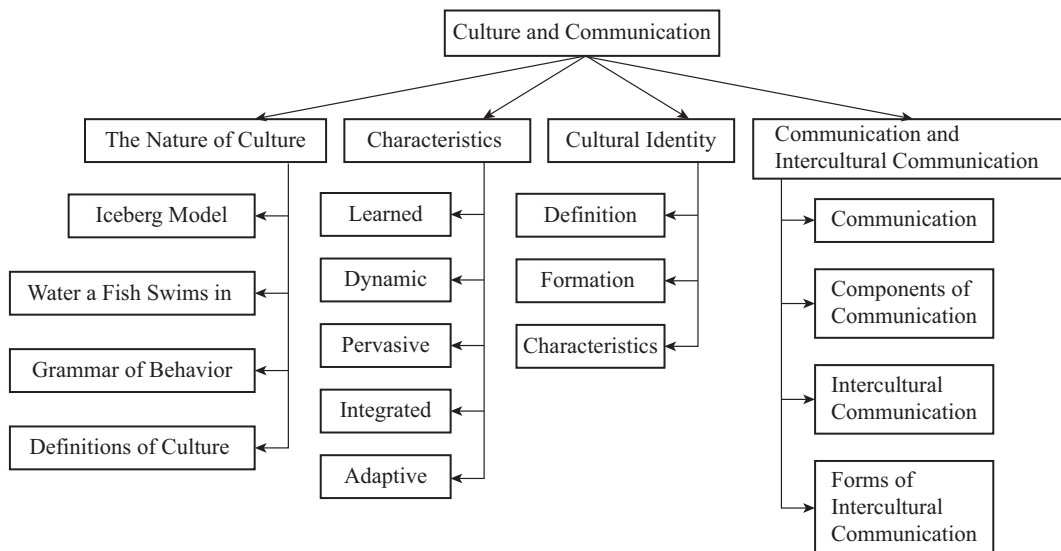 Culture and Communication
The Nature of Culture
Iceberg Model
Water a Fish Swims in
Grammar of Behavior
Definitions of Culture
Characteristics
Learned
Dynamic
Pervasive
Integrated
Adaptive
Cultural Identity
Definition
Formation
Characteristics
Communication and
Intercultural Communication
Communication
Components of
Communication
Intercultural
Communication
Forms of
Intercultural
Communication